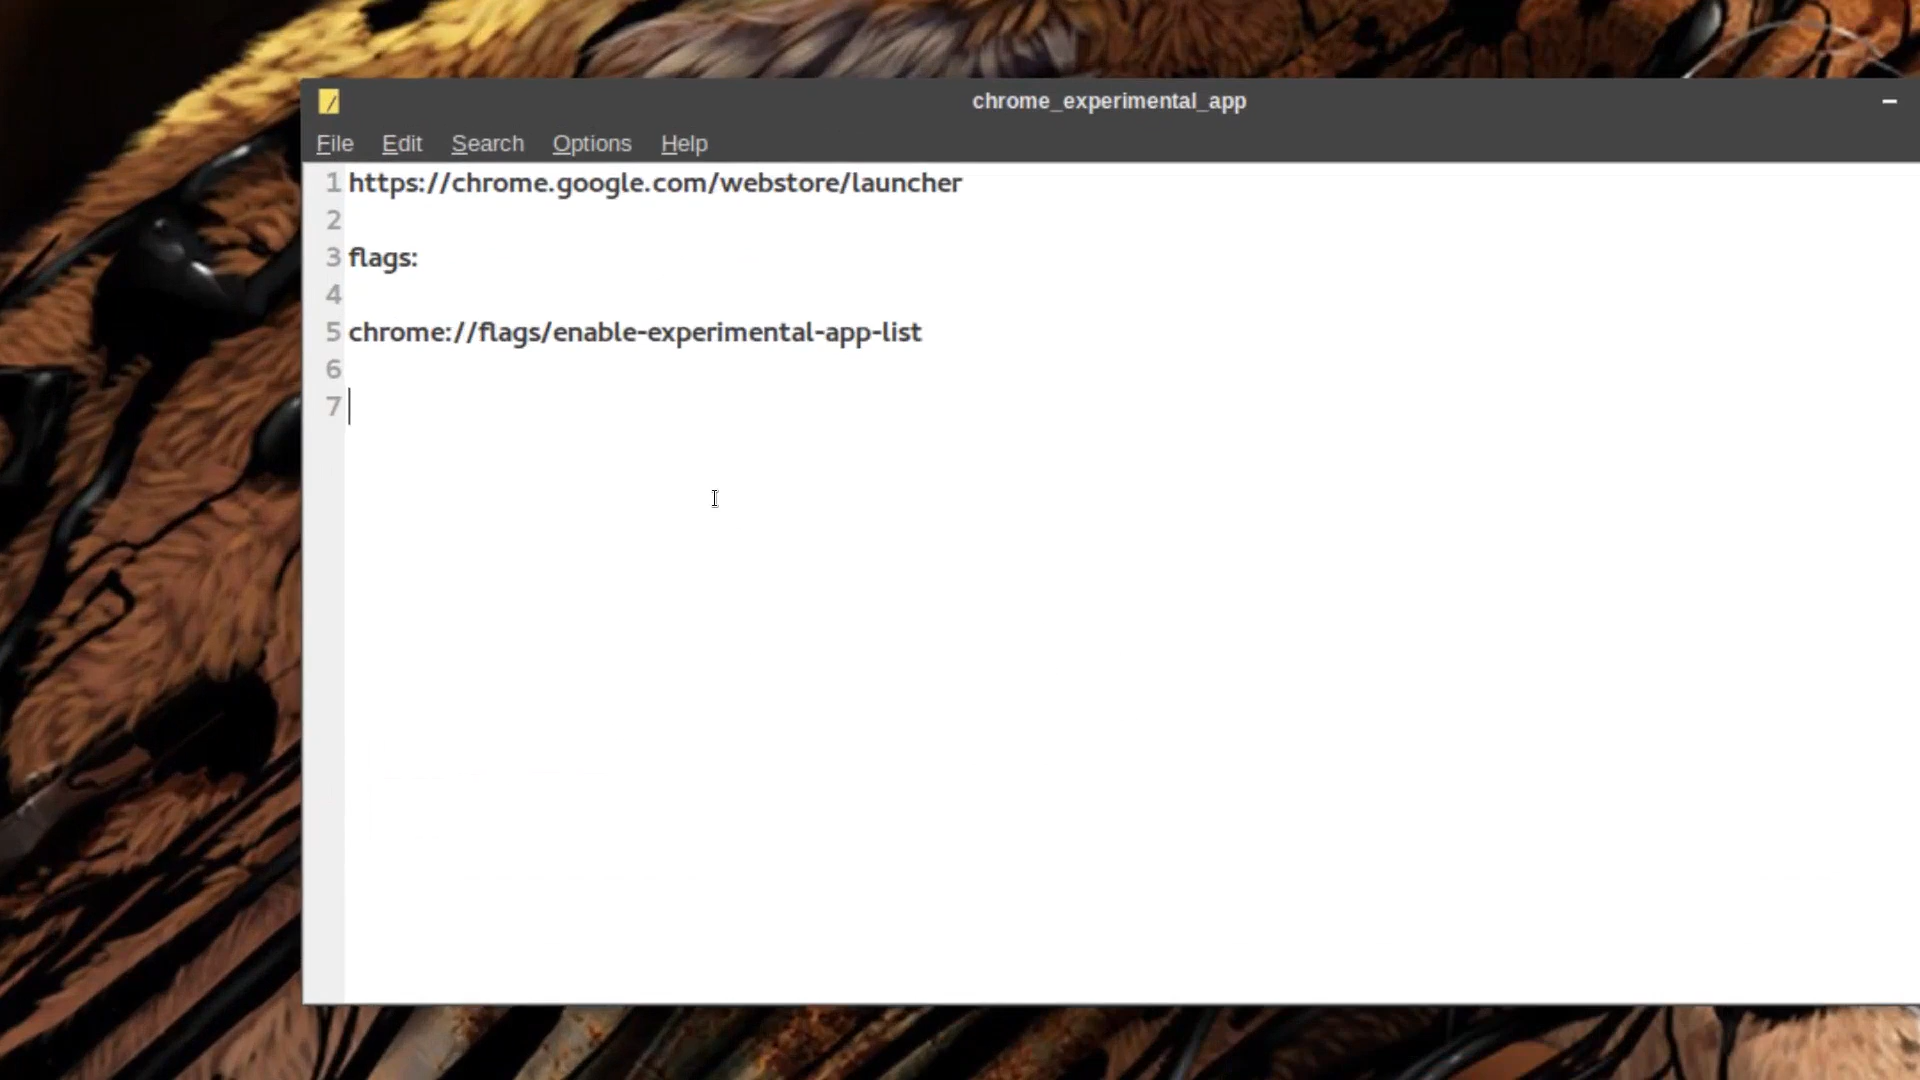 chrome_experimental_app
File Edit Search Options Help
1 https://chrome.google.com/webstore/launcher
2
3 flags:
4
5 chrome://flags/enable-experimental-app-list
6
7